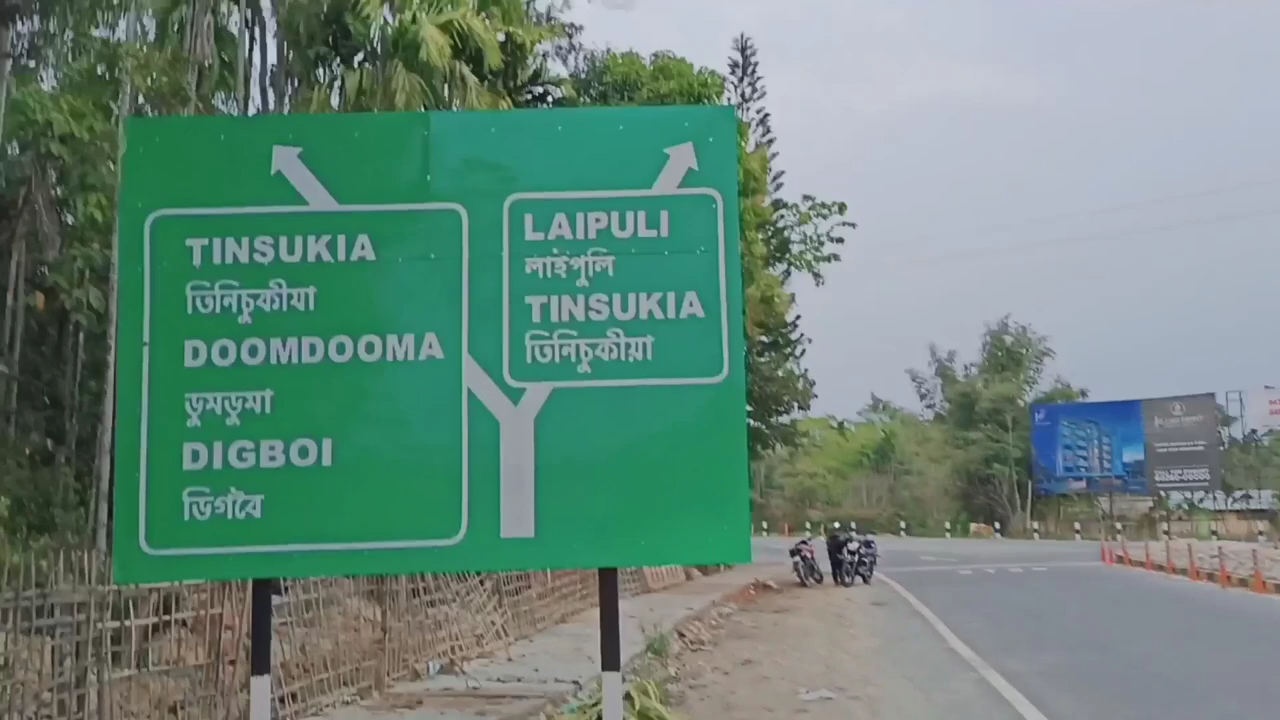 TINSUKIA
তিনিচুকীযা
DOOMDOOMA
ডুমডুমা
DIGBOI
ডিগবৈ
LAIPULI
লাইপুলি
TINSUKIA
তিনিচুকীয়া